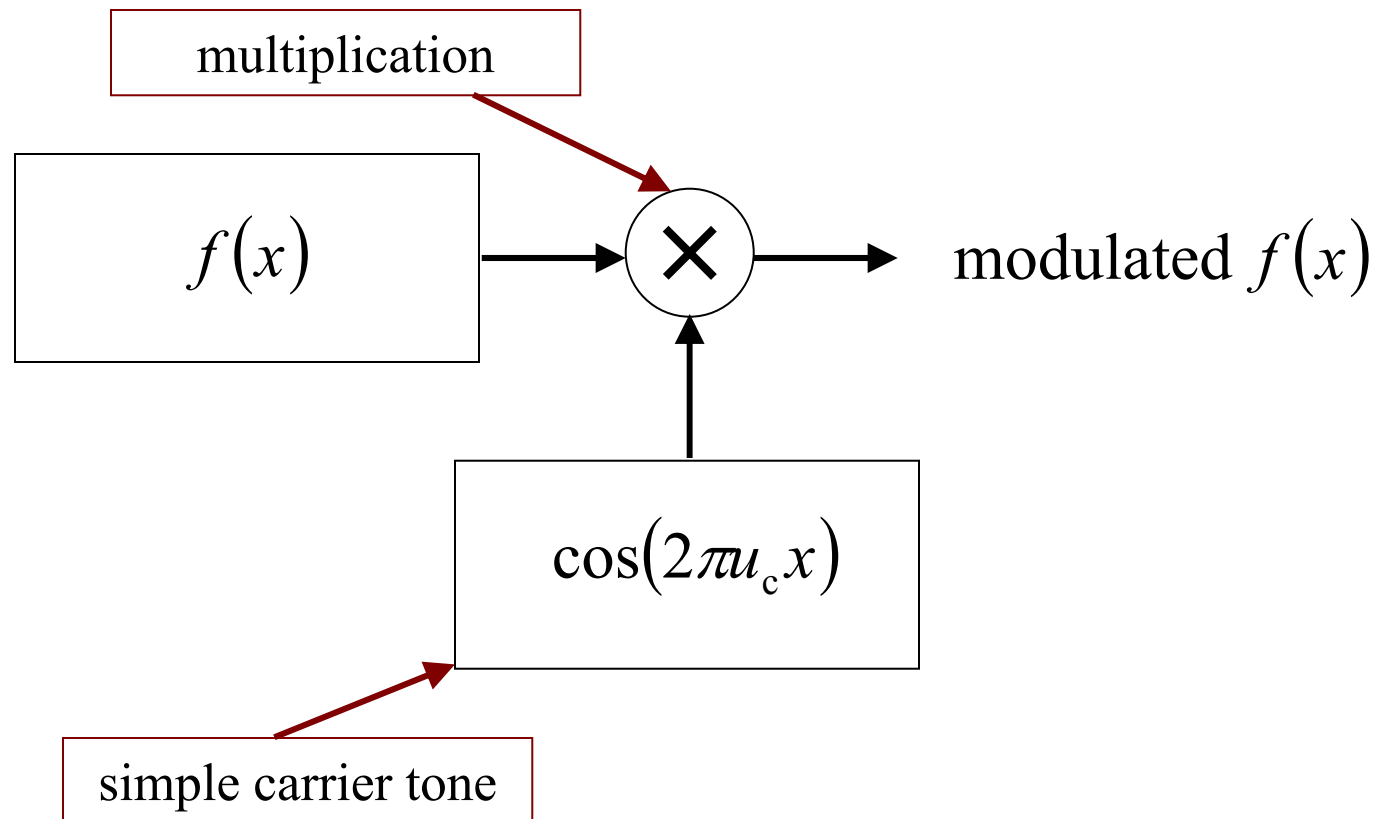 multiplication
f(x)
×
modulated f(x)
cos(2πu_c x)
simple carrier tone